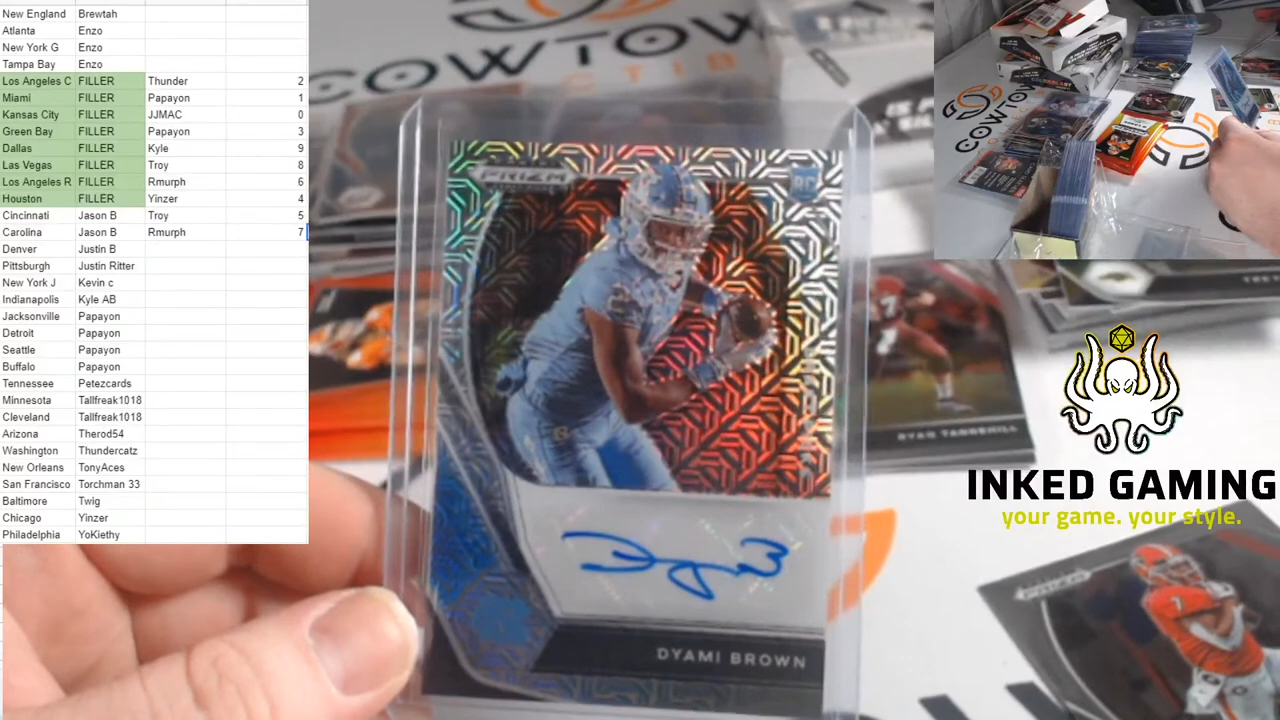 New England Brewtah
Atlanta Enzo
New York G Enzo
Tampa Bay Enzo
Los Angeles C FILLER Thunder 2
Miami FILLER Papayon 1
Kansas City FILLER JJMAC 0
Green Bay FILLER Papayon 3
Dallas FILLER Kyle 9
Las Vegas FILLER Troy 8
Los Angeles R FILLER Rmurph 6
Houston FILLER Yinzer 4
Cincinnati Jason B Troy 5
Carolina Jason B Rmurph 7
Denver Justin B
Pittsburgh Justin Ritter
New York J Kevin c
Indianapolis Kyle AB
Jacksonville Papayon
Detroit Papayon
Seattle Papayon
Buffalo Papayon
Tennessee Petezcards
Minnesota Tallfreak1018
Cleveland Tallfreak1018
Arizona Therod54
Washington Thundercatz
New Orleans TonyAces
San Francisco Torchman 33
Baltimore Twig
Chicago Yinzer
Philadelphia YoKiethy
COWTOW
PRIZM
RC
DYAMI BROWN
RYAN TANNEHILL
COWTOW
INKED GAMING
your game. your style.
PRIZM